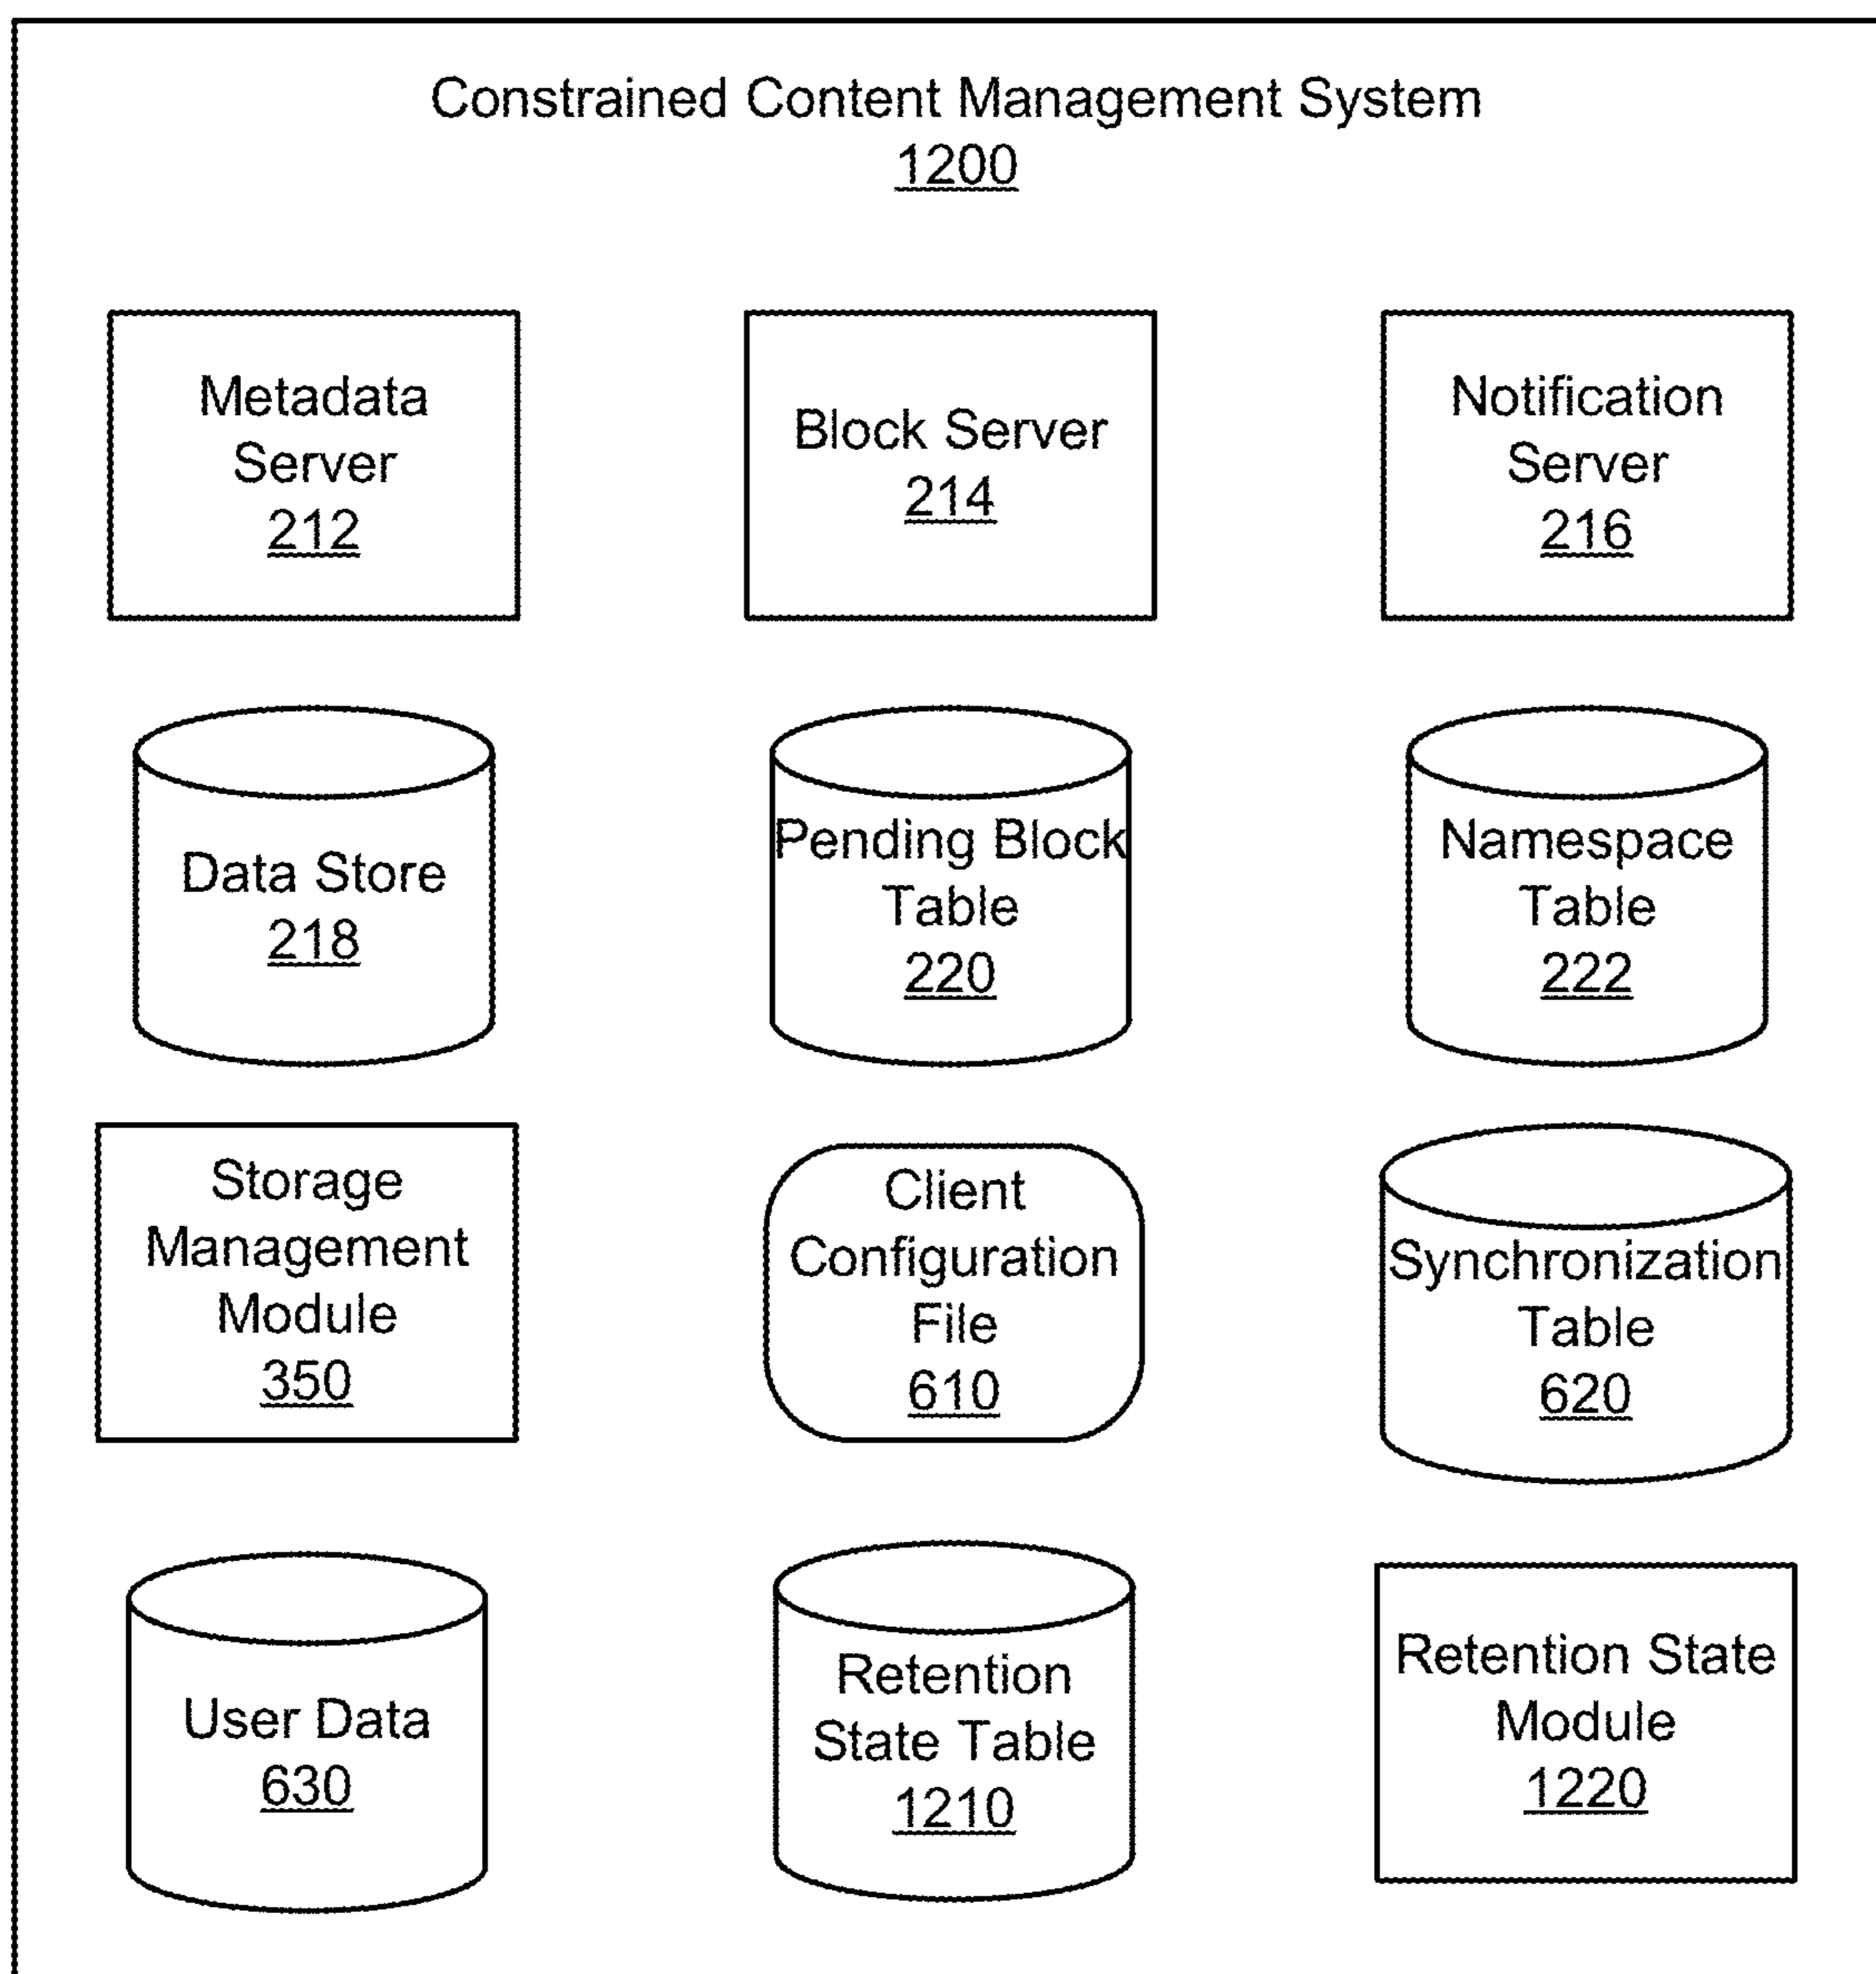 Constrained Content Management System
1200
Metadata
Server
212
Block Server
214
Notification
Server
216
Data Store
218
Pending Block
Table
220
Namespace
Table
222
Storage
Management
Module
350
Client
Configuration
File
610
Synchronization
Table
620
User Data
630
Retention
State Table
1210
Retention State
Module
1220